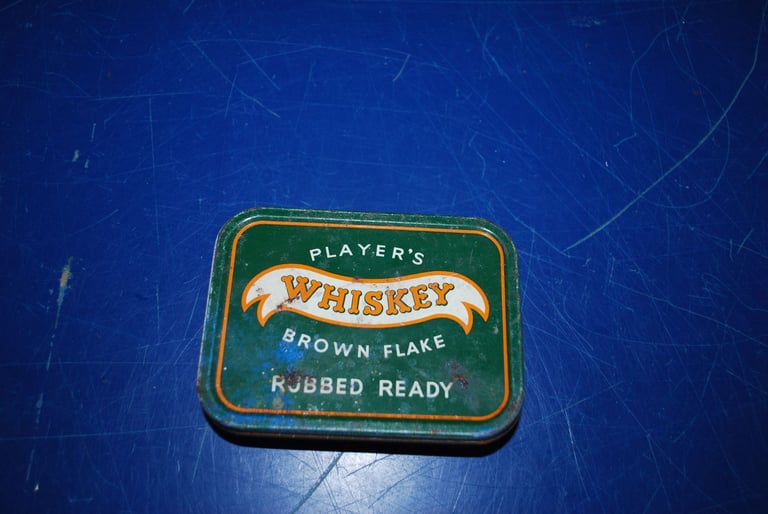 PLAYER'S
WHISKEY
BROWN FLAKE
RUBBED READY